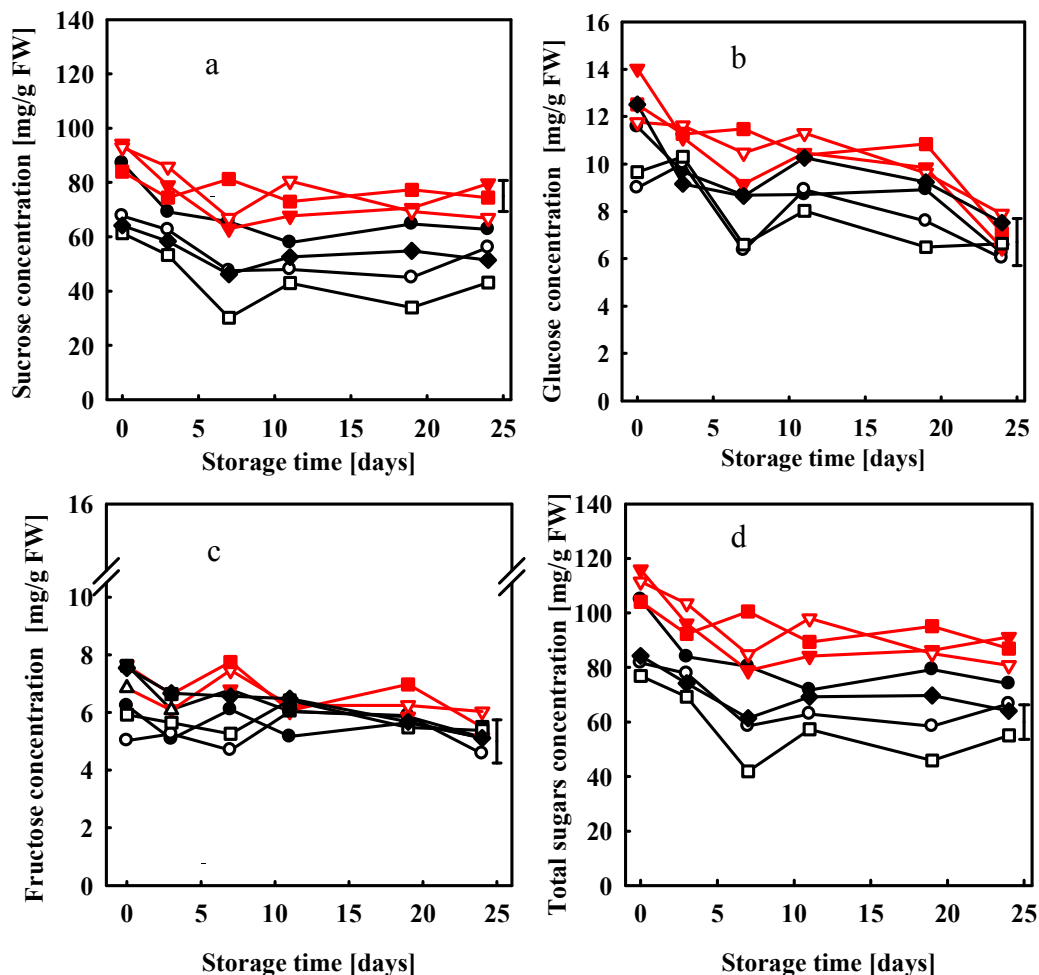 140
120
100
80
60
40
20
0
Sucrose concentration [mg/g FW]
a
0 5 10 15 20 25
Storage time [days]
16
14
12
10
8
6
4
2
0
Glucose concentration [mg/g FW]
b
0 5 10 15 20 25
Storage time [days]
16
10
8
6
4
2
0
Fructose concentration [mg/g FW]
c
0 5 10 15 20 25
Storage time [days]
140
120
100
80
60
40
20
0
Total sugars concentration [mg/g FW]
d
0 5 10 15 20 25
Storage time [days]